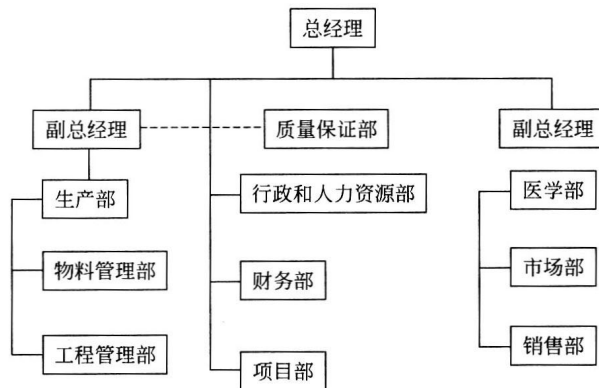 总经理
副总经理
质量保证部
副总经理
生产部
行政和人力资源部
医学部
物料管理部
财务部
市场部
工程管理部
项目部
销售部